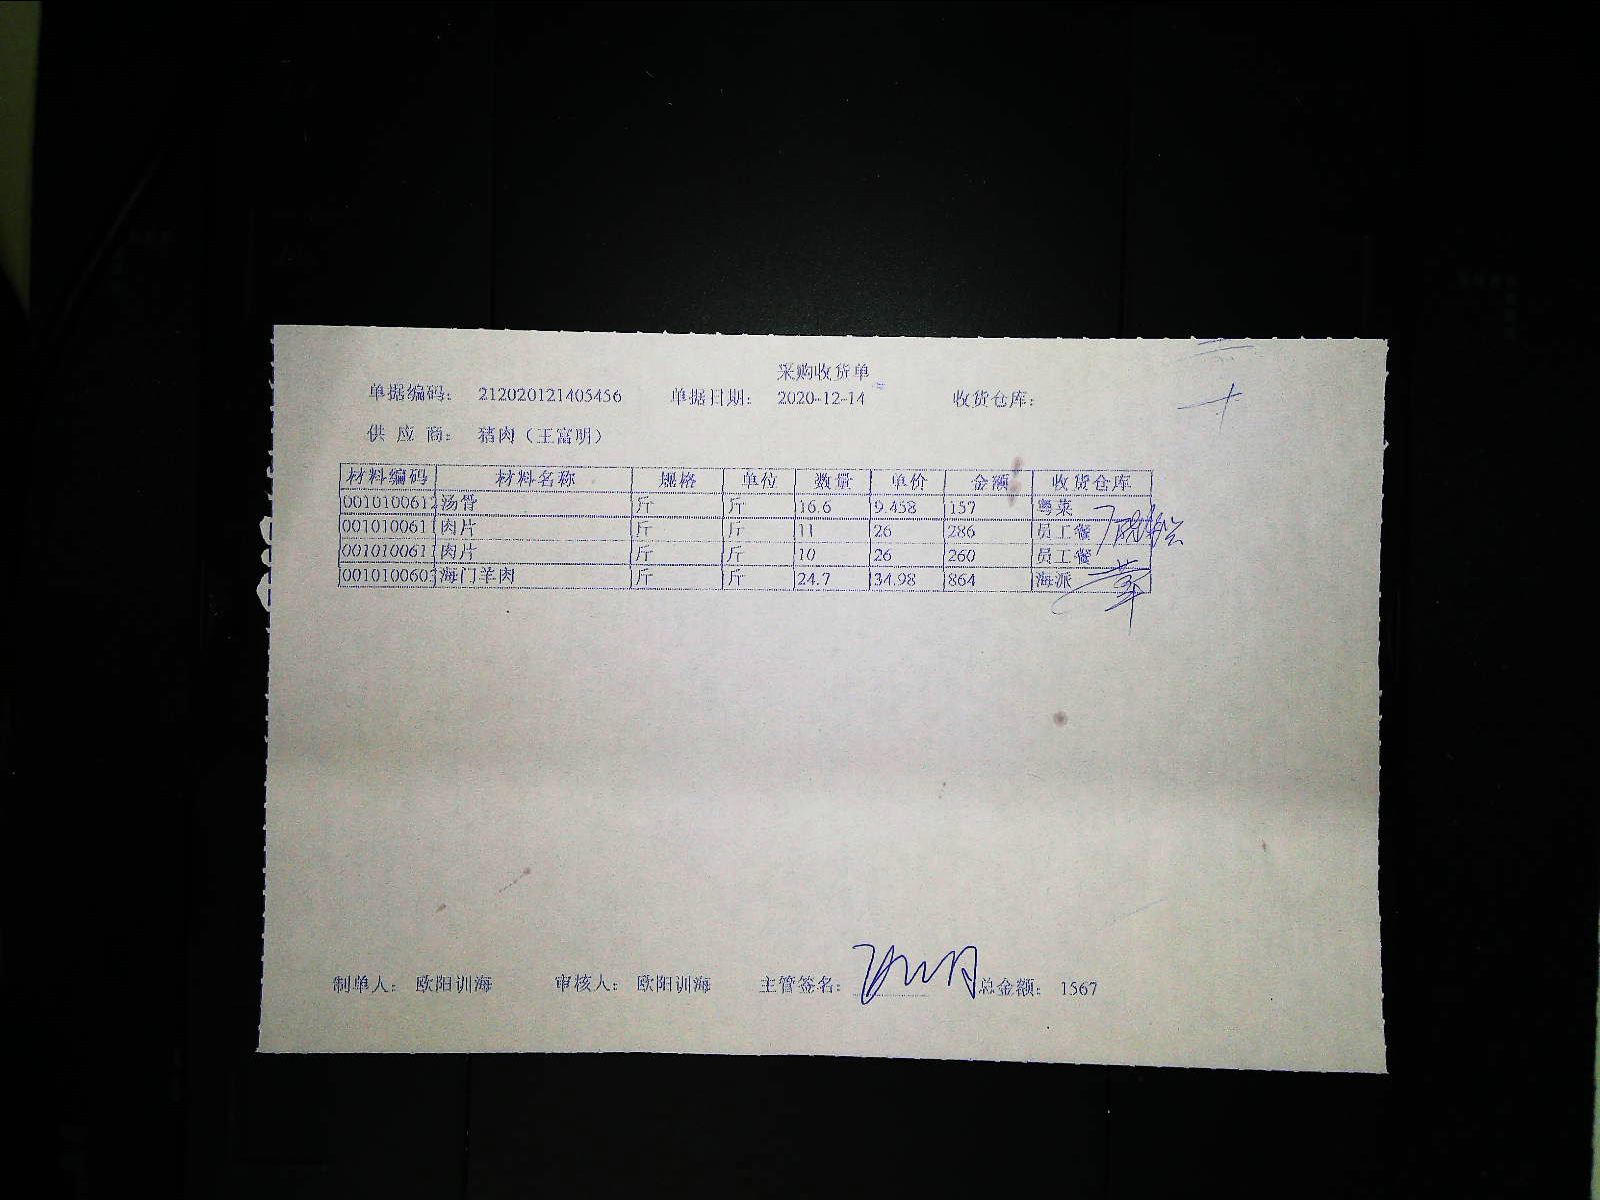 采购收货单
单据编码： 212020121405456 单据日期： 2020-12-14 收货仓库：
供 应 商： 猪肉（王富明）
材料编码 材料名称 规格 单位 数量 单价 金额 收货仓库
0010100612 汤骨 斤 斤 16.6 9.458 157 粤菜
0010100611 肉片 斤 斤 11 26 286 员工餐
0010100611 肉片 斤 斤 10 26 260 员工餐
0010100603 海门羊肉 斤 斤 24.7 34.98 864 海派
制单人： 欧阳训海 审核人： 欧阳训海 主管签名： 总金额： 1567